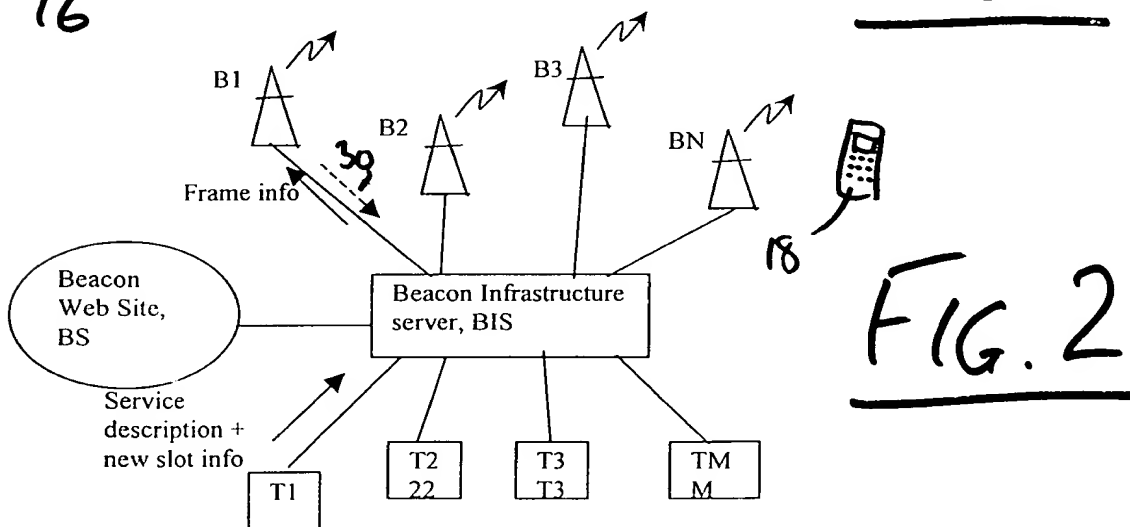 16
B1
B2
B3
BN
30
Frame info
18
Beacon
Web Site,
BS
Beacon Infrastructure
server, BIS
FIG. 2
Service
description +
new slot info
T1
T2
22
T3
T3
TM
M